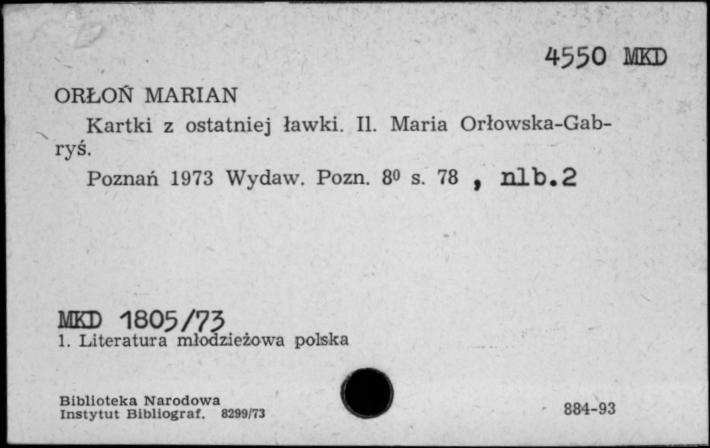 4550 MKD
ORŁOŃ MARIAN
Kartki z ostatniej ławki. Il. Maria Orłowska-Gab-
ryś.
Poznań 1973 Wydaw. Pozn. 8⁰ s. 78 , nlb.2
MKD 1805/73
1. Literatura młodzieżowa polska
Biblioteka Narodowa
Instytut Bibliograf. 8299/73
884-93